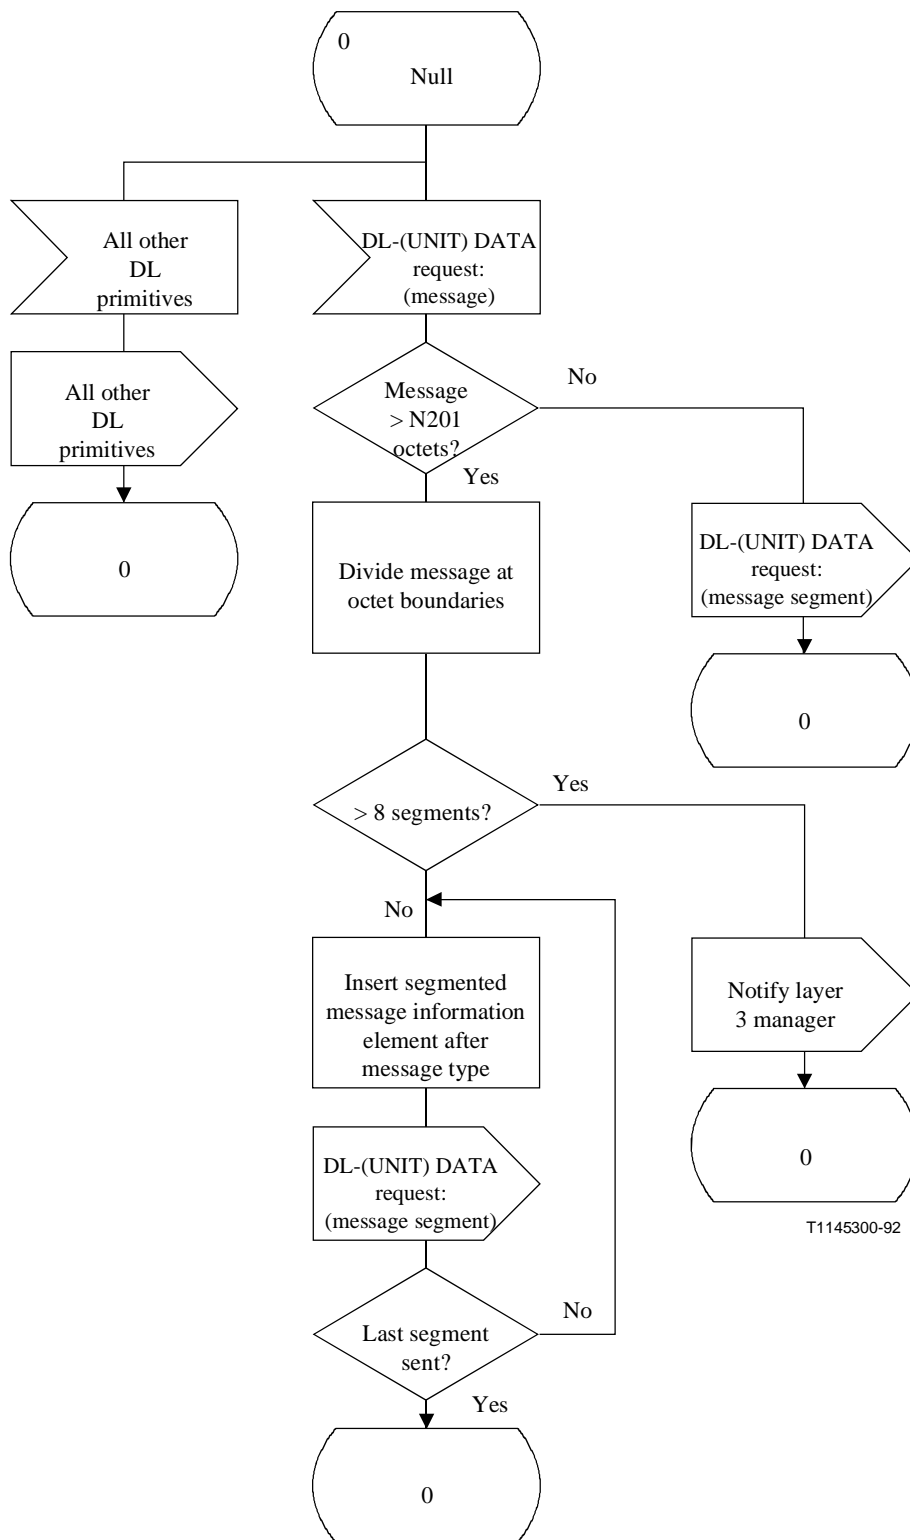 0
Null
All other
DL
primitives
DL-(UNIT) DATA
request:
(message)
All other
DL
primitives
Message
> N201
octets?
No
Yes
0
Divide message at
octet boundaries
DL-(UNIT) DATA
request:
(message segment)
0
> 8 segments?
Yes
No
Insert segmented
message information
element after
message type
Notify layer
3 manager
DL-(UNIT) DATA
request:
(message segment)
0
T1145300-92
Last segment
sent?
No
Yes
0